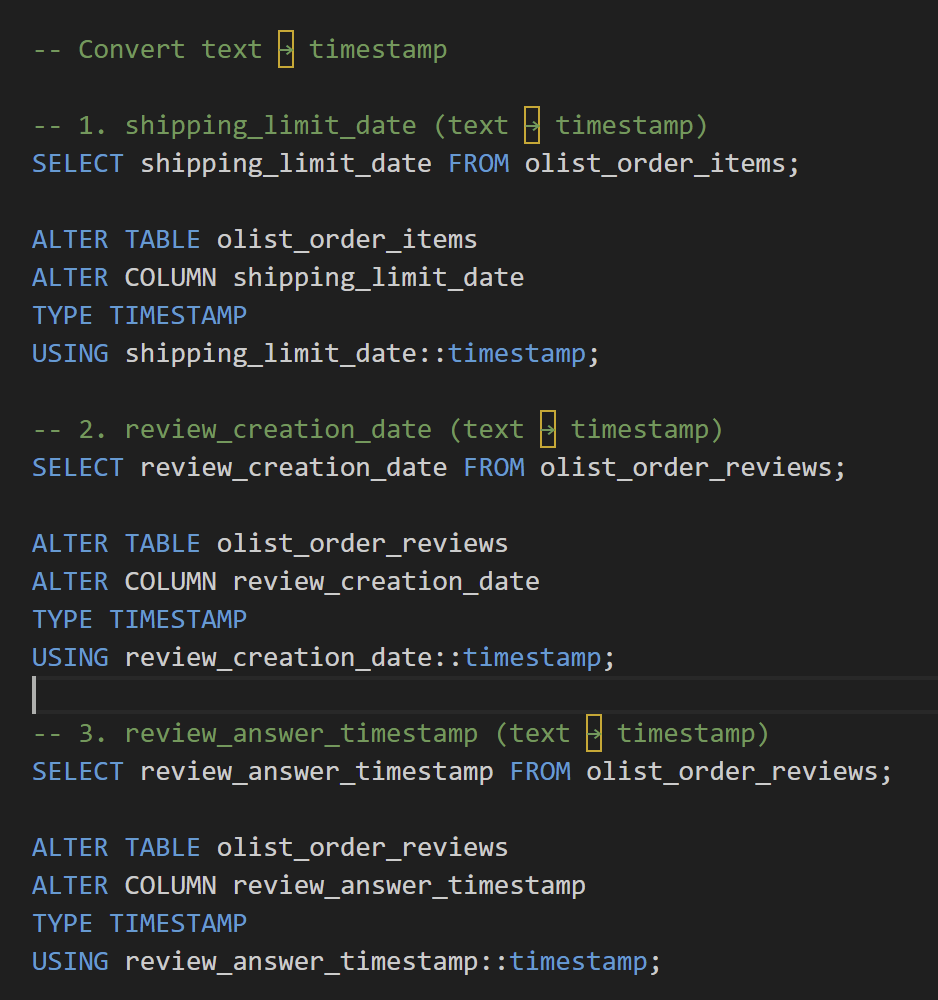 -- Convert text → timestamp
-- 1. shipping_limit_date (text → timestamp)
SELECT shipping_limit_date FROM olist_order_items;
ALTER TABLE olist_order_items
ALTER COLUMN shipping_limit_date
TYPE TIMESTAMP
USING shipping_limit_date::timestamp;
-- 2. review_creation_date (text → timestamp)
SELECT review_creation_date FROM olist_order_reviews;
ALTER TABLE olist_order_reviews
ALTER COLUMN review_creation_date
TYPE TIMESTAMP
USING review_creation_date::timestamp;
-- 3. review_answer_timestamp (text → timestamp)
SELECT review_answer_timestamp FROM olist_order_reviews;
ALTER TABLE olist_order_reviews
ALTER COLUMN review_answer_timestamp
TYPE TIMESTAMP
USING review_answer_timestamp::timestamp;